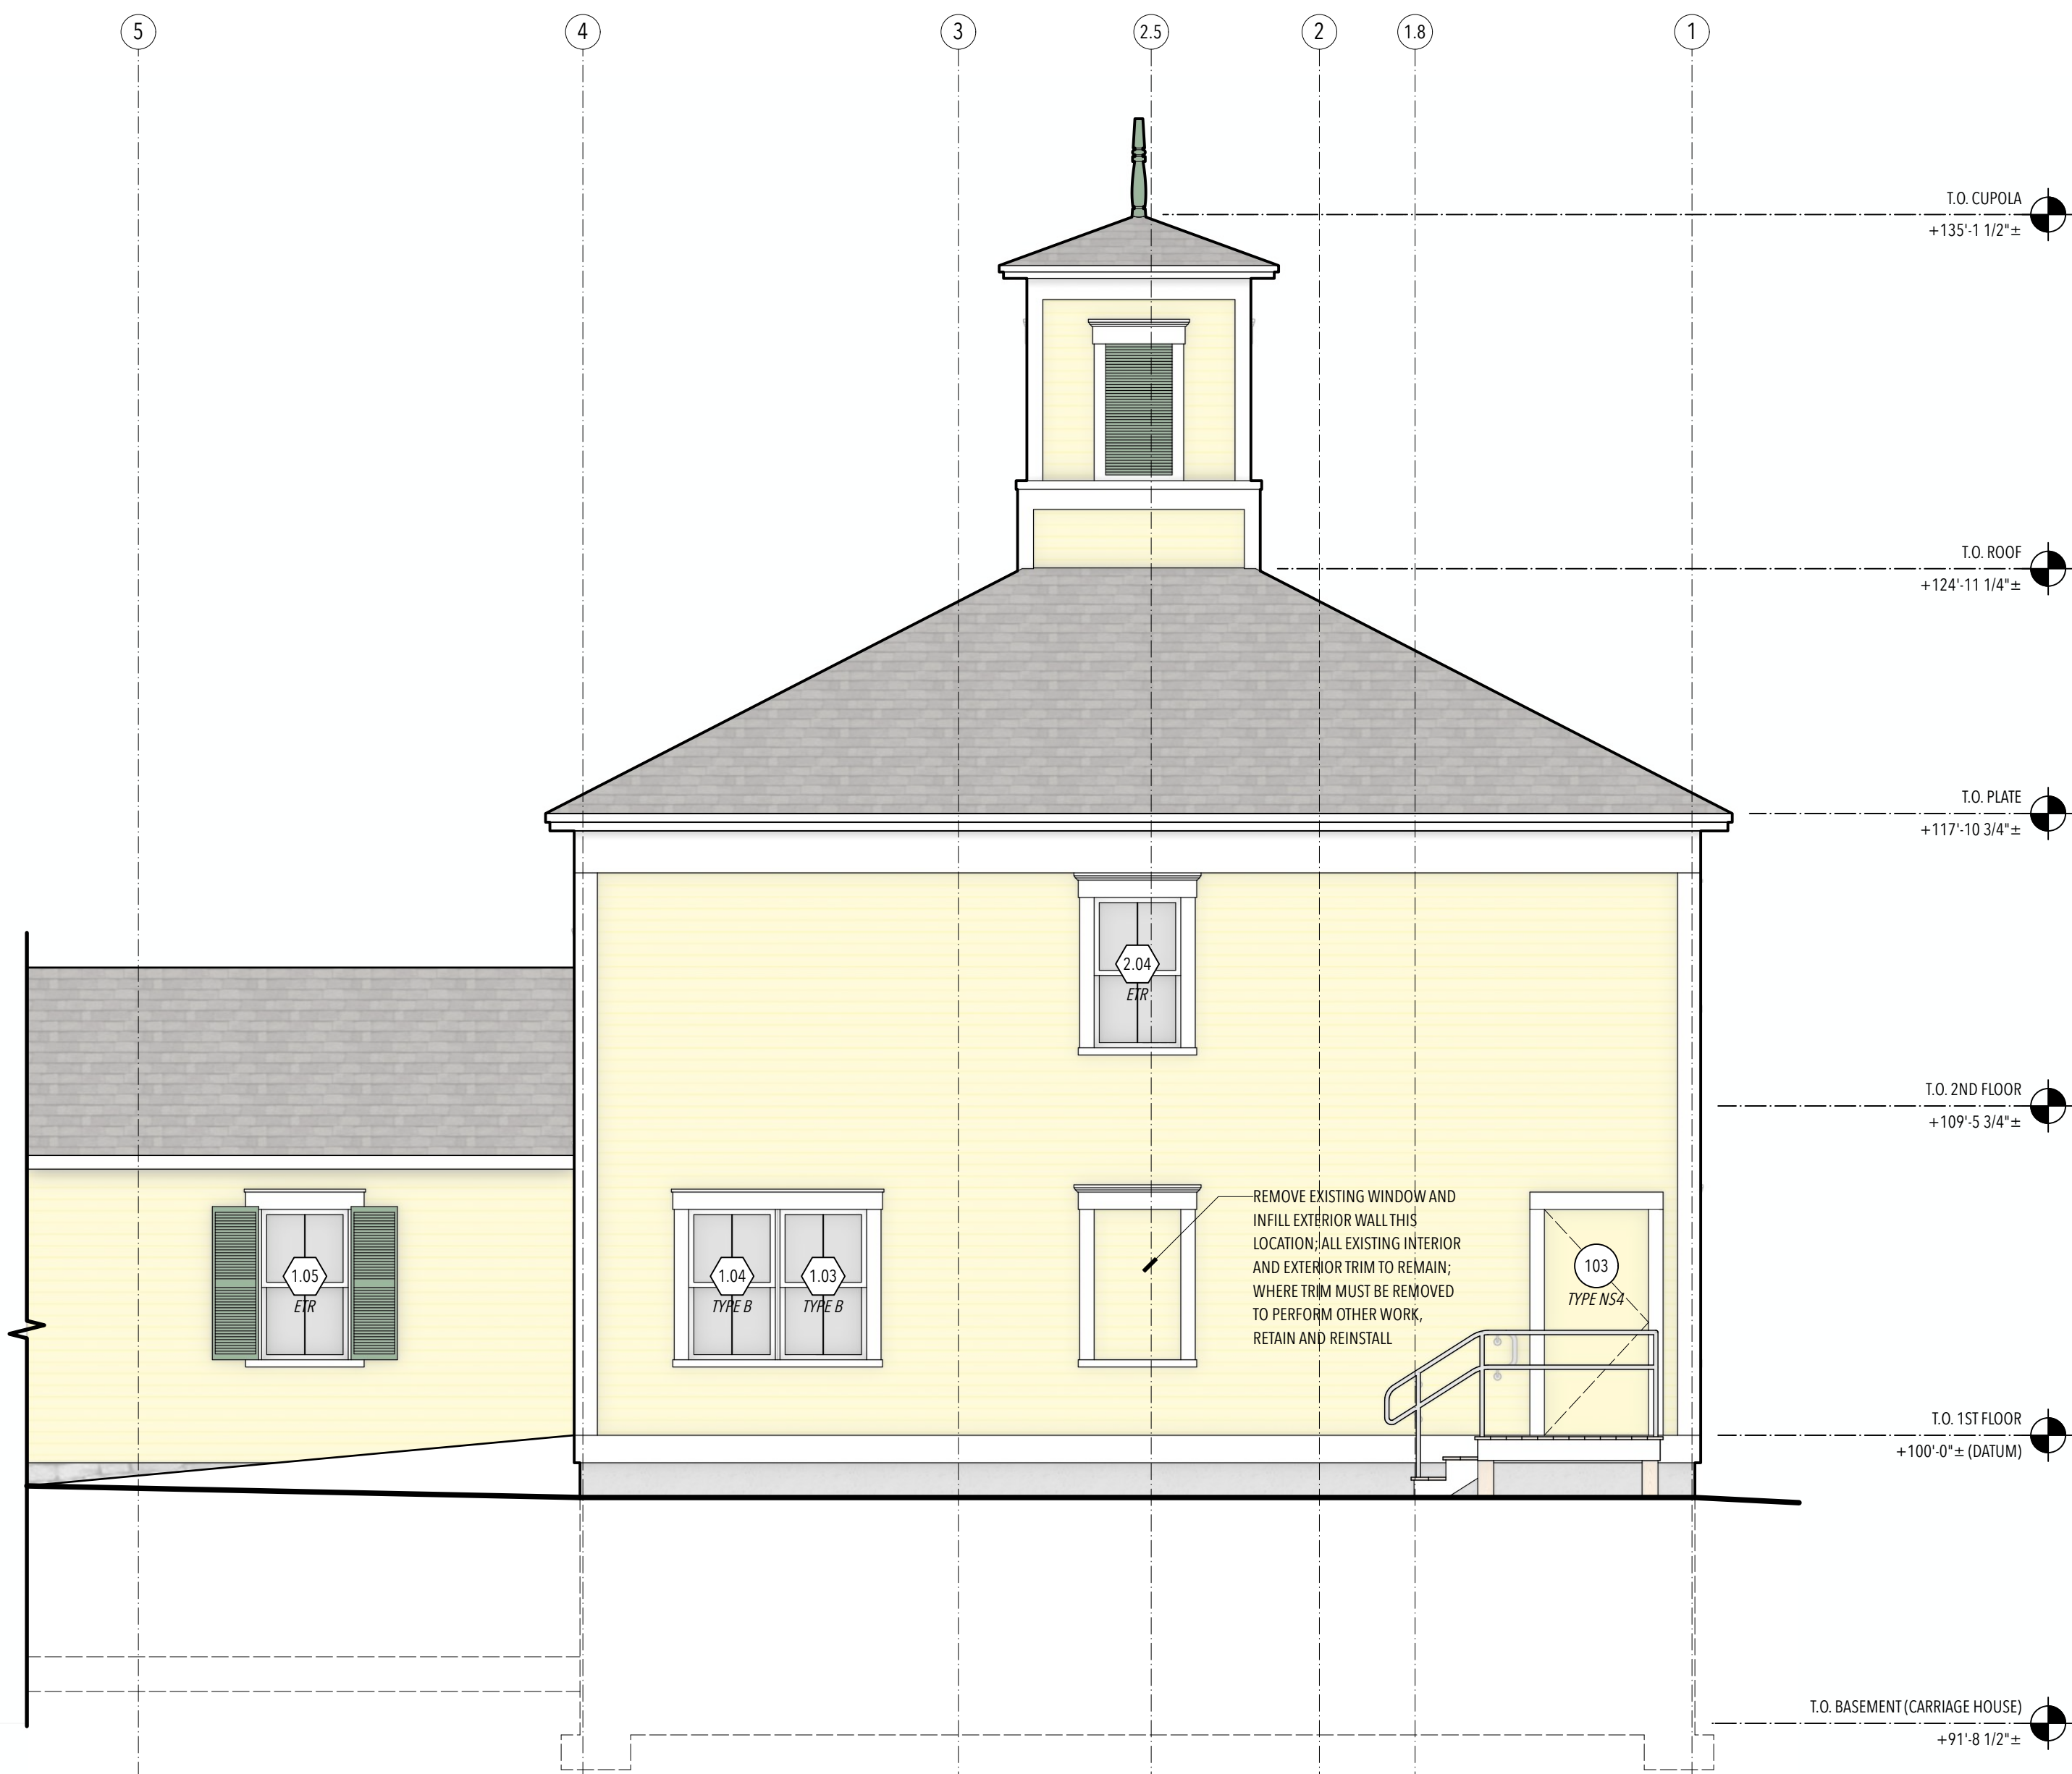 5
4
3
2.5
2
1.8
1
T.O. CUPOLA
+135'-1 1/2"±
T.O. ROOF
+124'-11 1/4"±
T.O. PLATE
+117'-10 3/4"±
2.04
ETR
T.O. 2ND FLOOR
+109'-5 3/4"±
REMOVE EXISTING WINDOW AND
INFILL EXTERIOR WALL THIS
LOCATION; ALL EXISTING INTERIOR
AND EXTERIOR TRIM TO REMAIN;
WHERE TRIM MUST BE REMOVED
TO PERFORM OTHER WORK,
RETAIN AND REINSTALL
1.05
ETR
1.04
TYPE B
1.03
TYPE B
103
TYPE NS4
T.O. 1ST FLOOR
+100'-0"± (DATUM)
T.O. BASEMENT (CARRIAGE HOUSE)
+91'-8 1/2"±